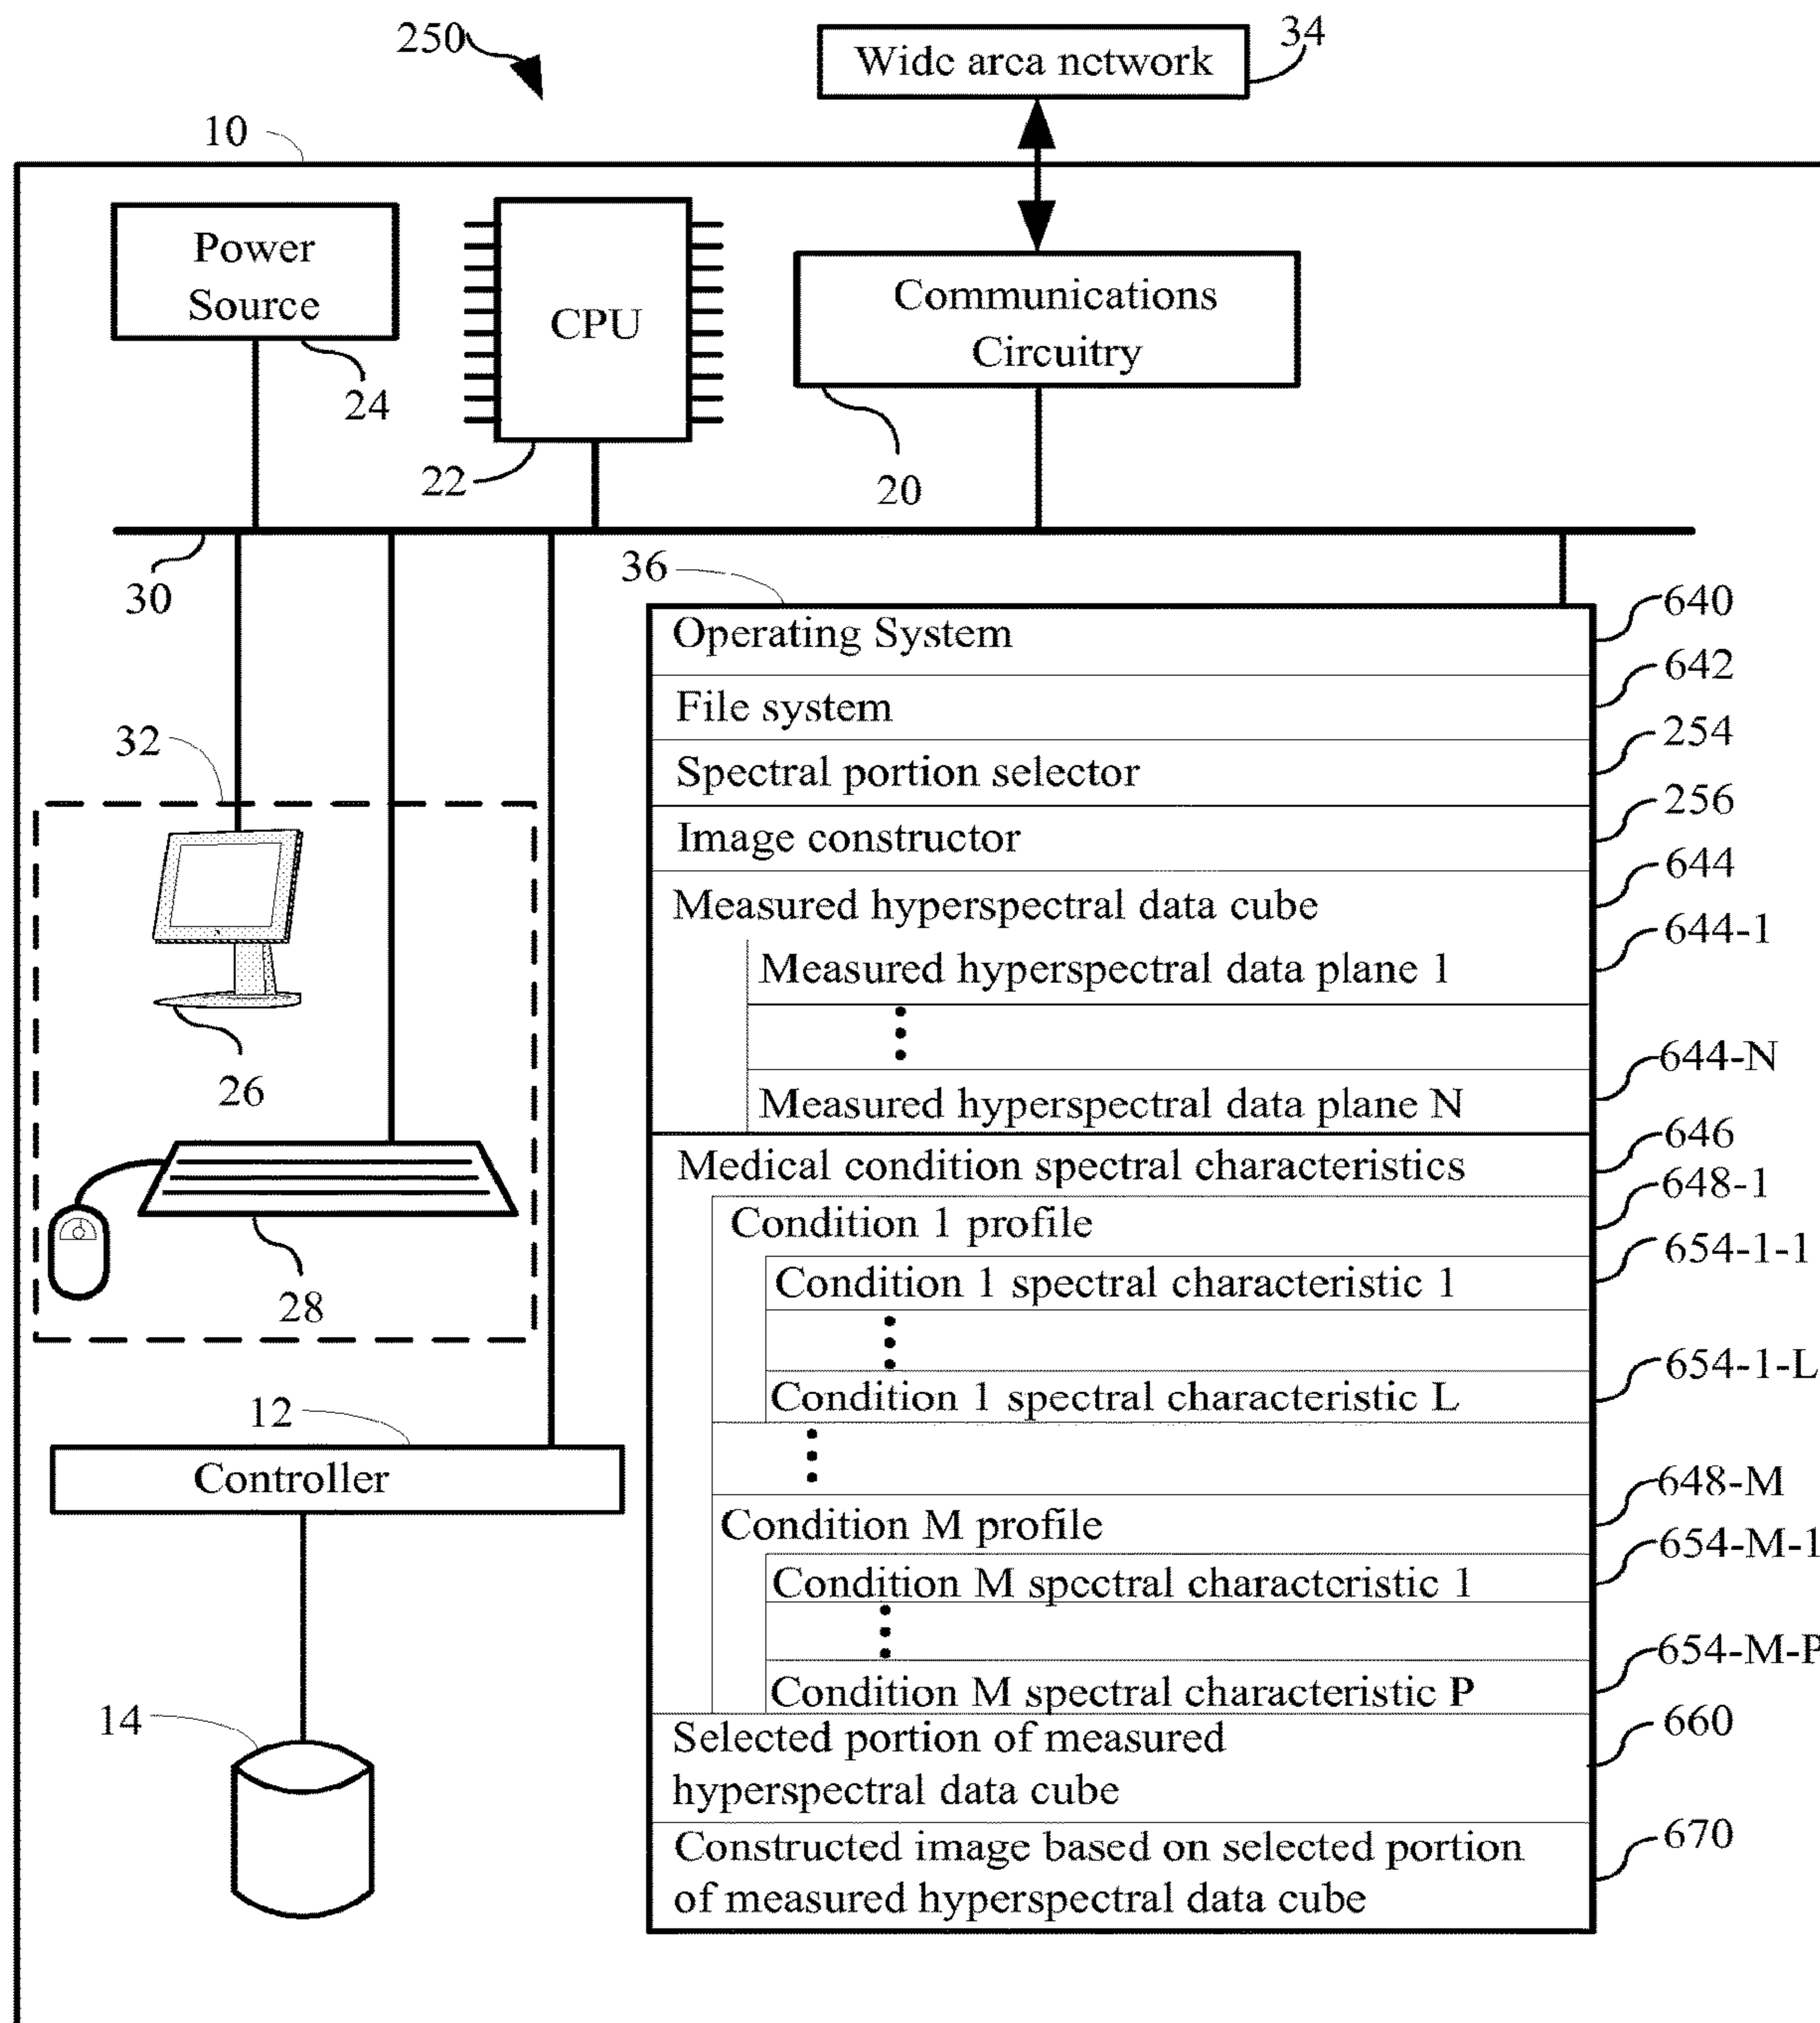 250
Wide area network
34
10
Power
Source
24
CPU
22
Communications
Circuitry
20
30
36
Operating System
640
File system
642
Spectral portion selector
254
Image constructor
256
Measured hyperspectral data cube
644
Measured hyperspectral data plane 1
644-1
Measured hyperspectral data plane N
644-N
Medical condition spectral characteristics
646
Condition 1 profile
648-1
Condition 1 spectral characteristic 1
654-1-1
Condition 1 spectral characteristic L
654-1-L
Condition M profile
648-M
Condition M spectral characteristic 1
654-M-1
Condition M spectral characteristic P
654-M-P
Selected portion of measured
hyperspectral data cube
660
Constructed image based on selected portion
of measured hyperspectral data cube
670
32
26
28
12
Controller
14